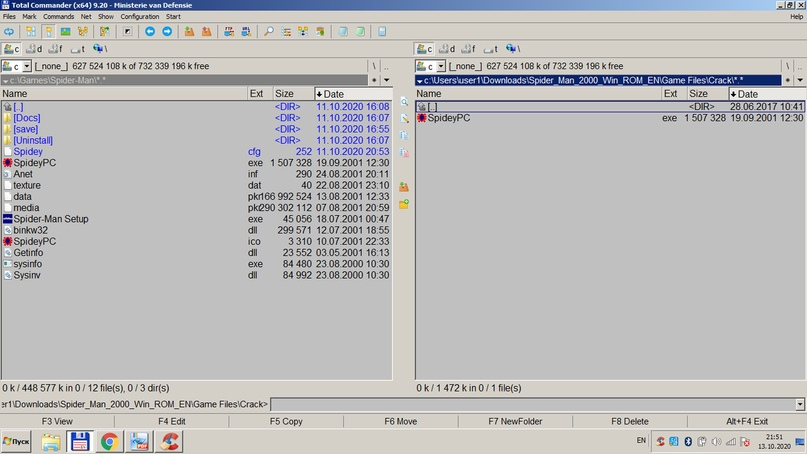 Total Commander (x64) 9.20 - Ministerie van Defensie
File Mark Commands Net Show Configuration Start Help
c d f t \ c d f t \
c [_none_] 627 524 108 k of 732 339 196 k free \ .. c [_none_] 627 524 108 k of 732 339 196 k free \ ..
c:\Games\Spider-Man\*.* * c:\Users\user1\Downloads\Spider_Man_2000_Win_ROM_EN\Game Files\Crack\*.* *
Name Ext Size Date Name Ext Size Date
[..] <DIR> 11.10.2020 16:08 [..] <DIR> 28.06.2017 10:41
[Docs] <DIR> 11.10.2020 16:07 SpideyPC exe 1 507 328 19.09.2001 12:30
[save] <DIR> 11.10.2020 16:55
[Uninstall] <DIR> 11.10.2020 16:07
Spidey cfg 252 11.10.2020 20:53
SpideyPC exe 1 507 328 19.09.2001 12:30
Anet inf 290 24.08.2001 20:11
texture dat 40 22.08.2001 23:10
data pkr 166 992 524 13.08.2001 12:33
media pkr 290 302 112 07.08.2001 20:59
Spider-Man Setup exe 45 056 18.07.2001 00:47
binkw32 dll 299 571 12.07.2001 18:55
SpideyPC ico 3 310 10.07.2001 22:33
Getinfo dll 23 552 03.05.2001 16:13
sysinfo exe 84 480 23.08.2000 10:30
Sysinv dll 84 992 23.08.2000 10:30
0 k / 448 577 k in 0 / 12 file(s), 0 / 3 dir(s) 0 k / 1 472 k in 0 / 1 file(s)
er1\Downloads\Spider_Man_2000_Win_ROM_EN\Game Files\Crack>
F3 View F4 Edit F5 Copy F6 Move F7 NewFolder F8 Delete Alt+F4 Exit
Пуск EN 21:51
13.10.2020